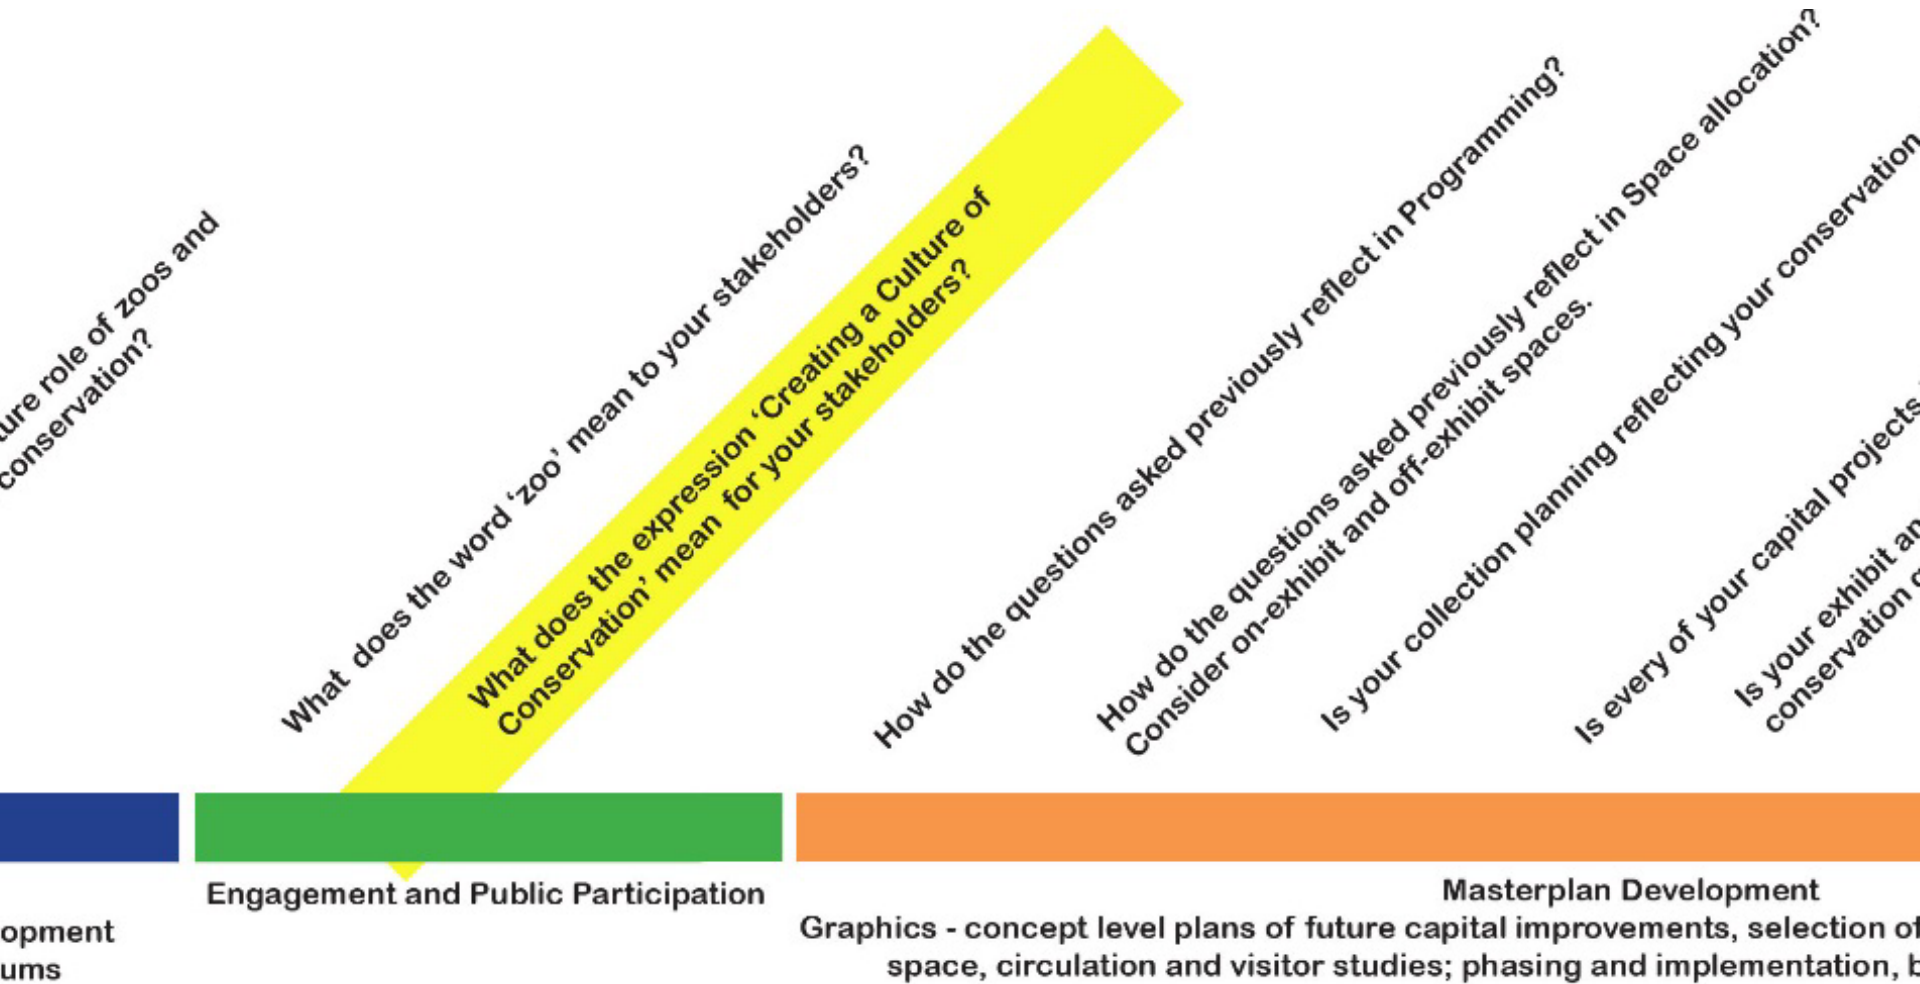 ture role of zoos and
conservation?
What does the word ‘zoo’ mean to your stakeholders?
What does the expression ‘Creating a Culture of
Conservation’ mean for your stakeholders?
How do the questions asked previously reflect in Programming?
How do the questions asked previously reflect in Space allocation?
Consider on-exhibit and off-exhibit spaces.
Is your collection planning reflecting your conservation
Is every of your capital projects
Is your exhibit an
conservation
Engagement and Public Participation
opment
ums
Masterplan Development
Graphics - concept level plans of future capital improvements, selection of
space, circulation and visitor studies; phasing and implementation, b